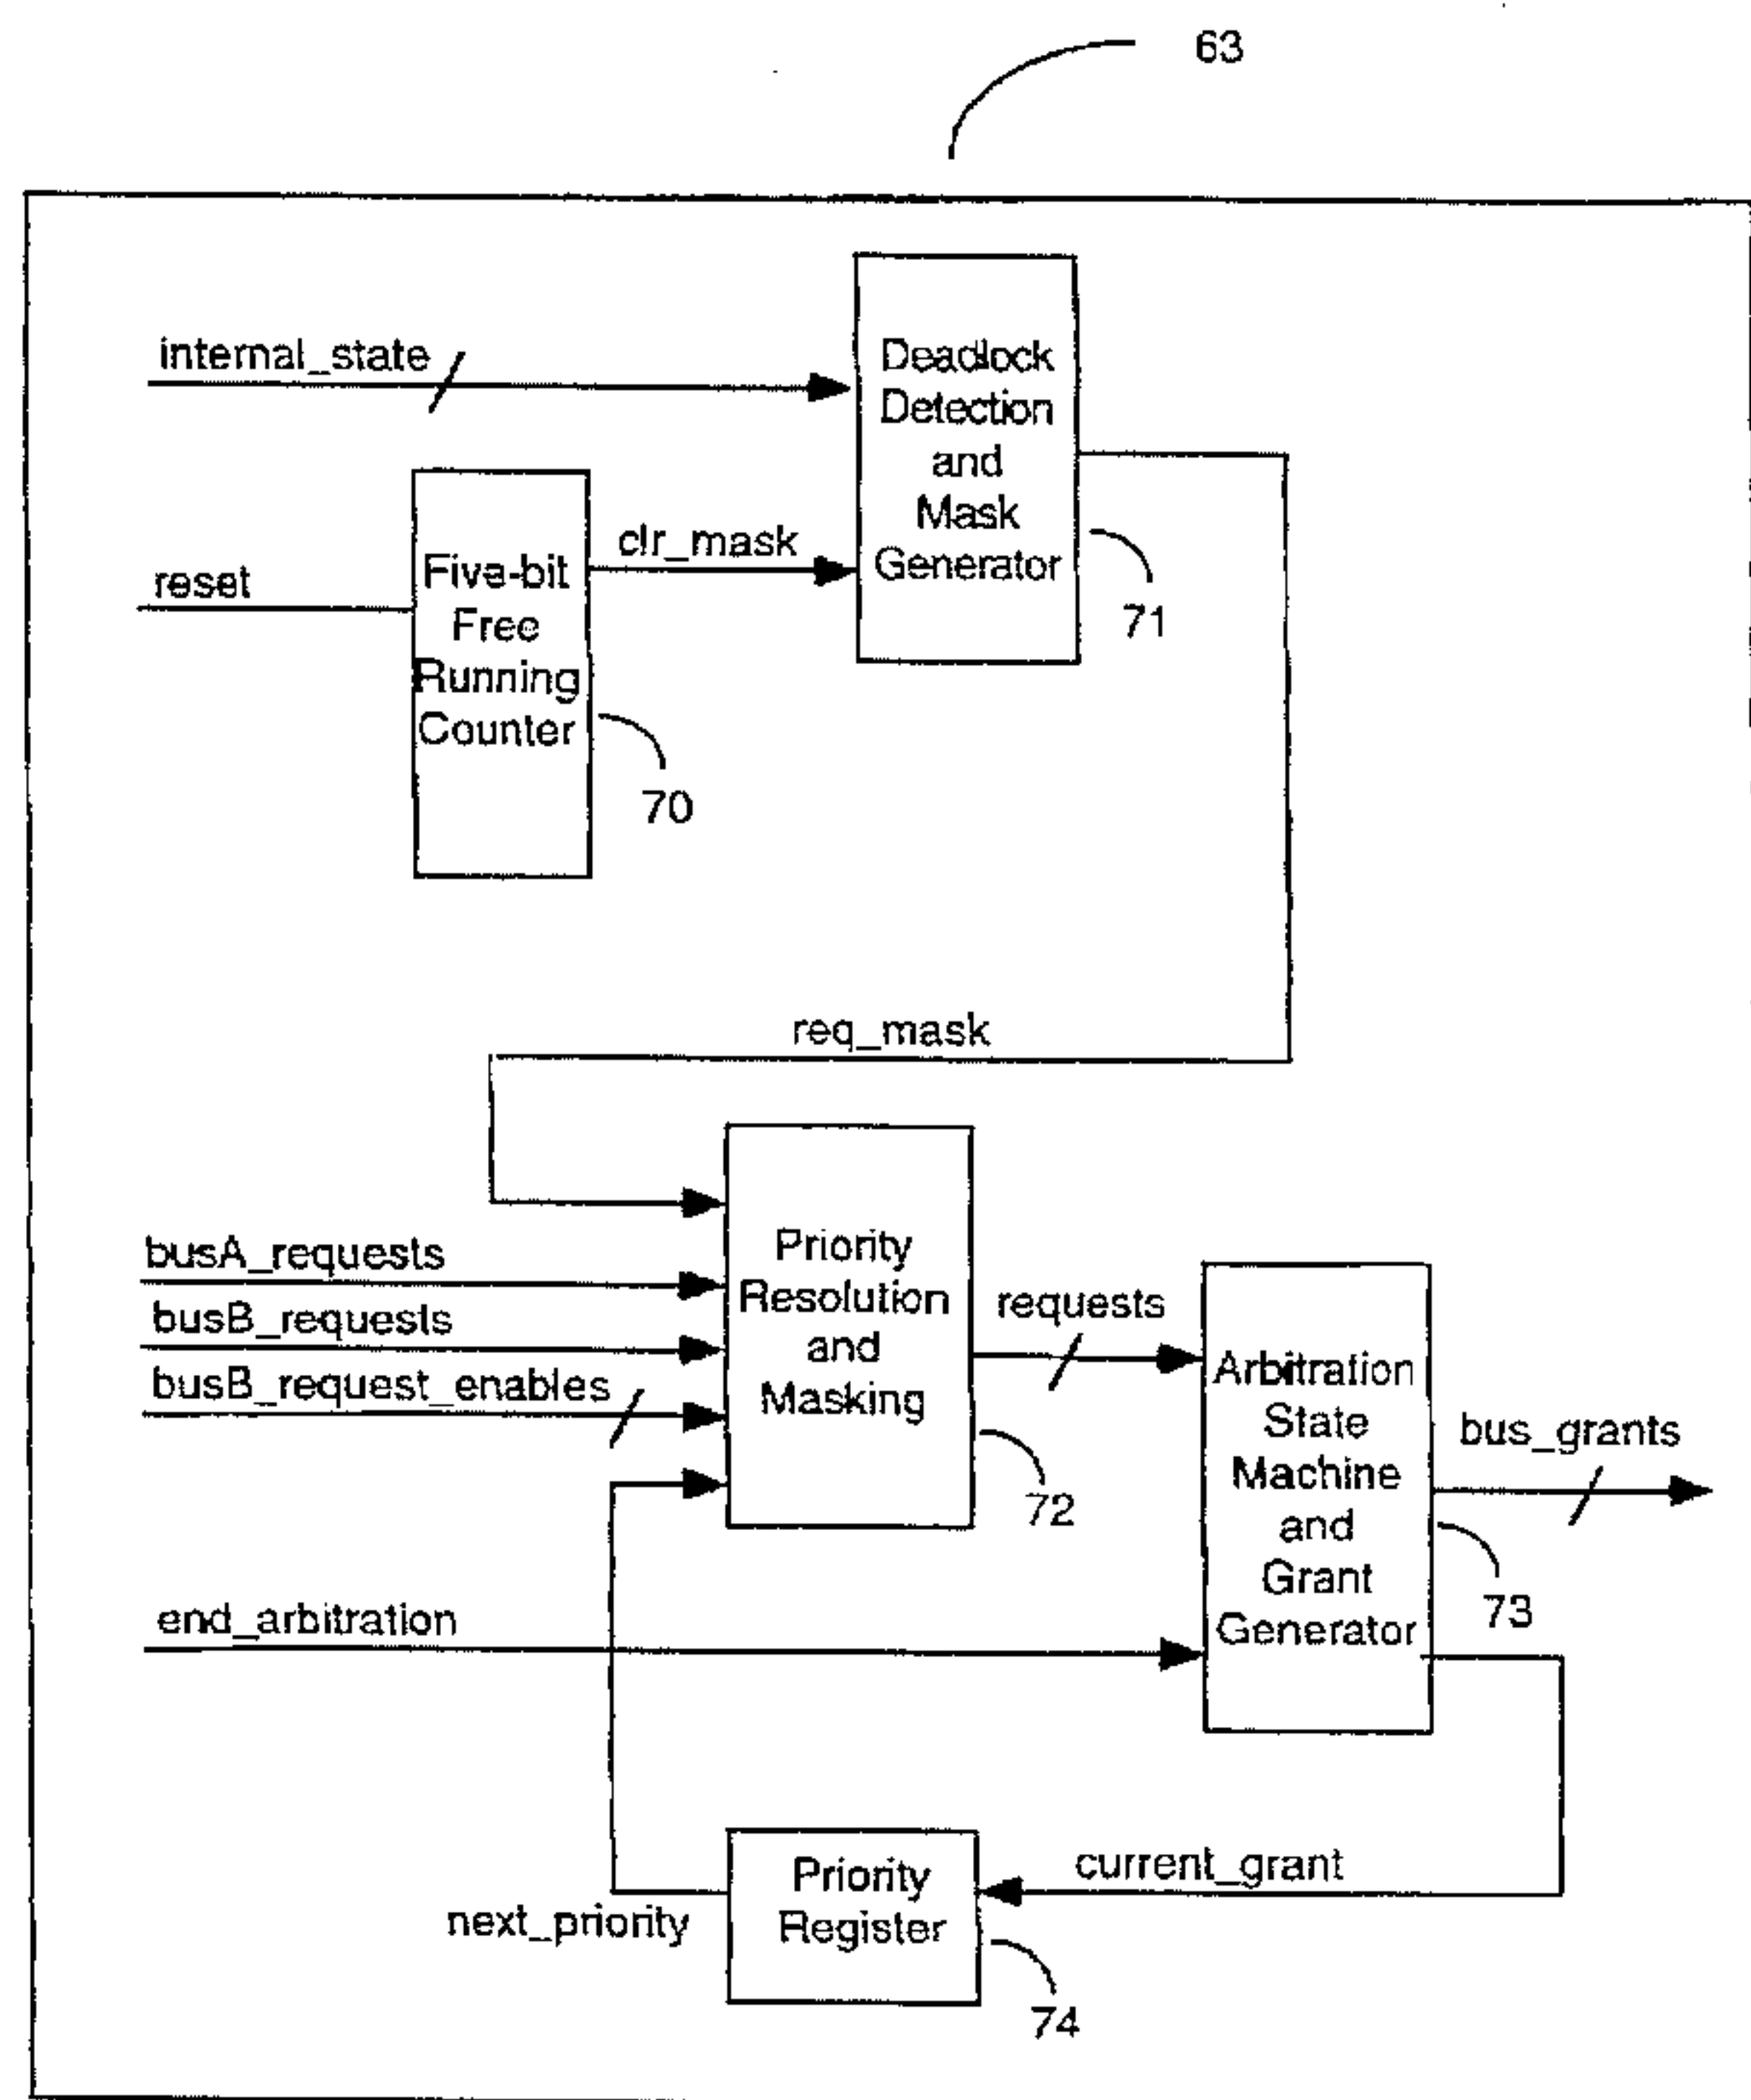 63
internal_state
Deadlock
Detection
and
Mask
Generator
71
clr_mask
reset
Five-bit
Free
Running
Counter
70
req_mask
busA_requests
busB_requests
busB_request_enables
Priority
Resolution
and
Masking
72
requests
Arbitration
State
Machine
and
Grant
Generator
73
bus_grants
end_arbitration
Priority
Register
74
current_grant
next_priority